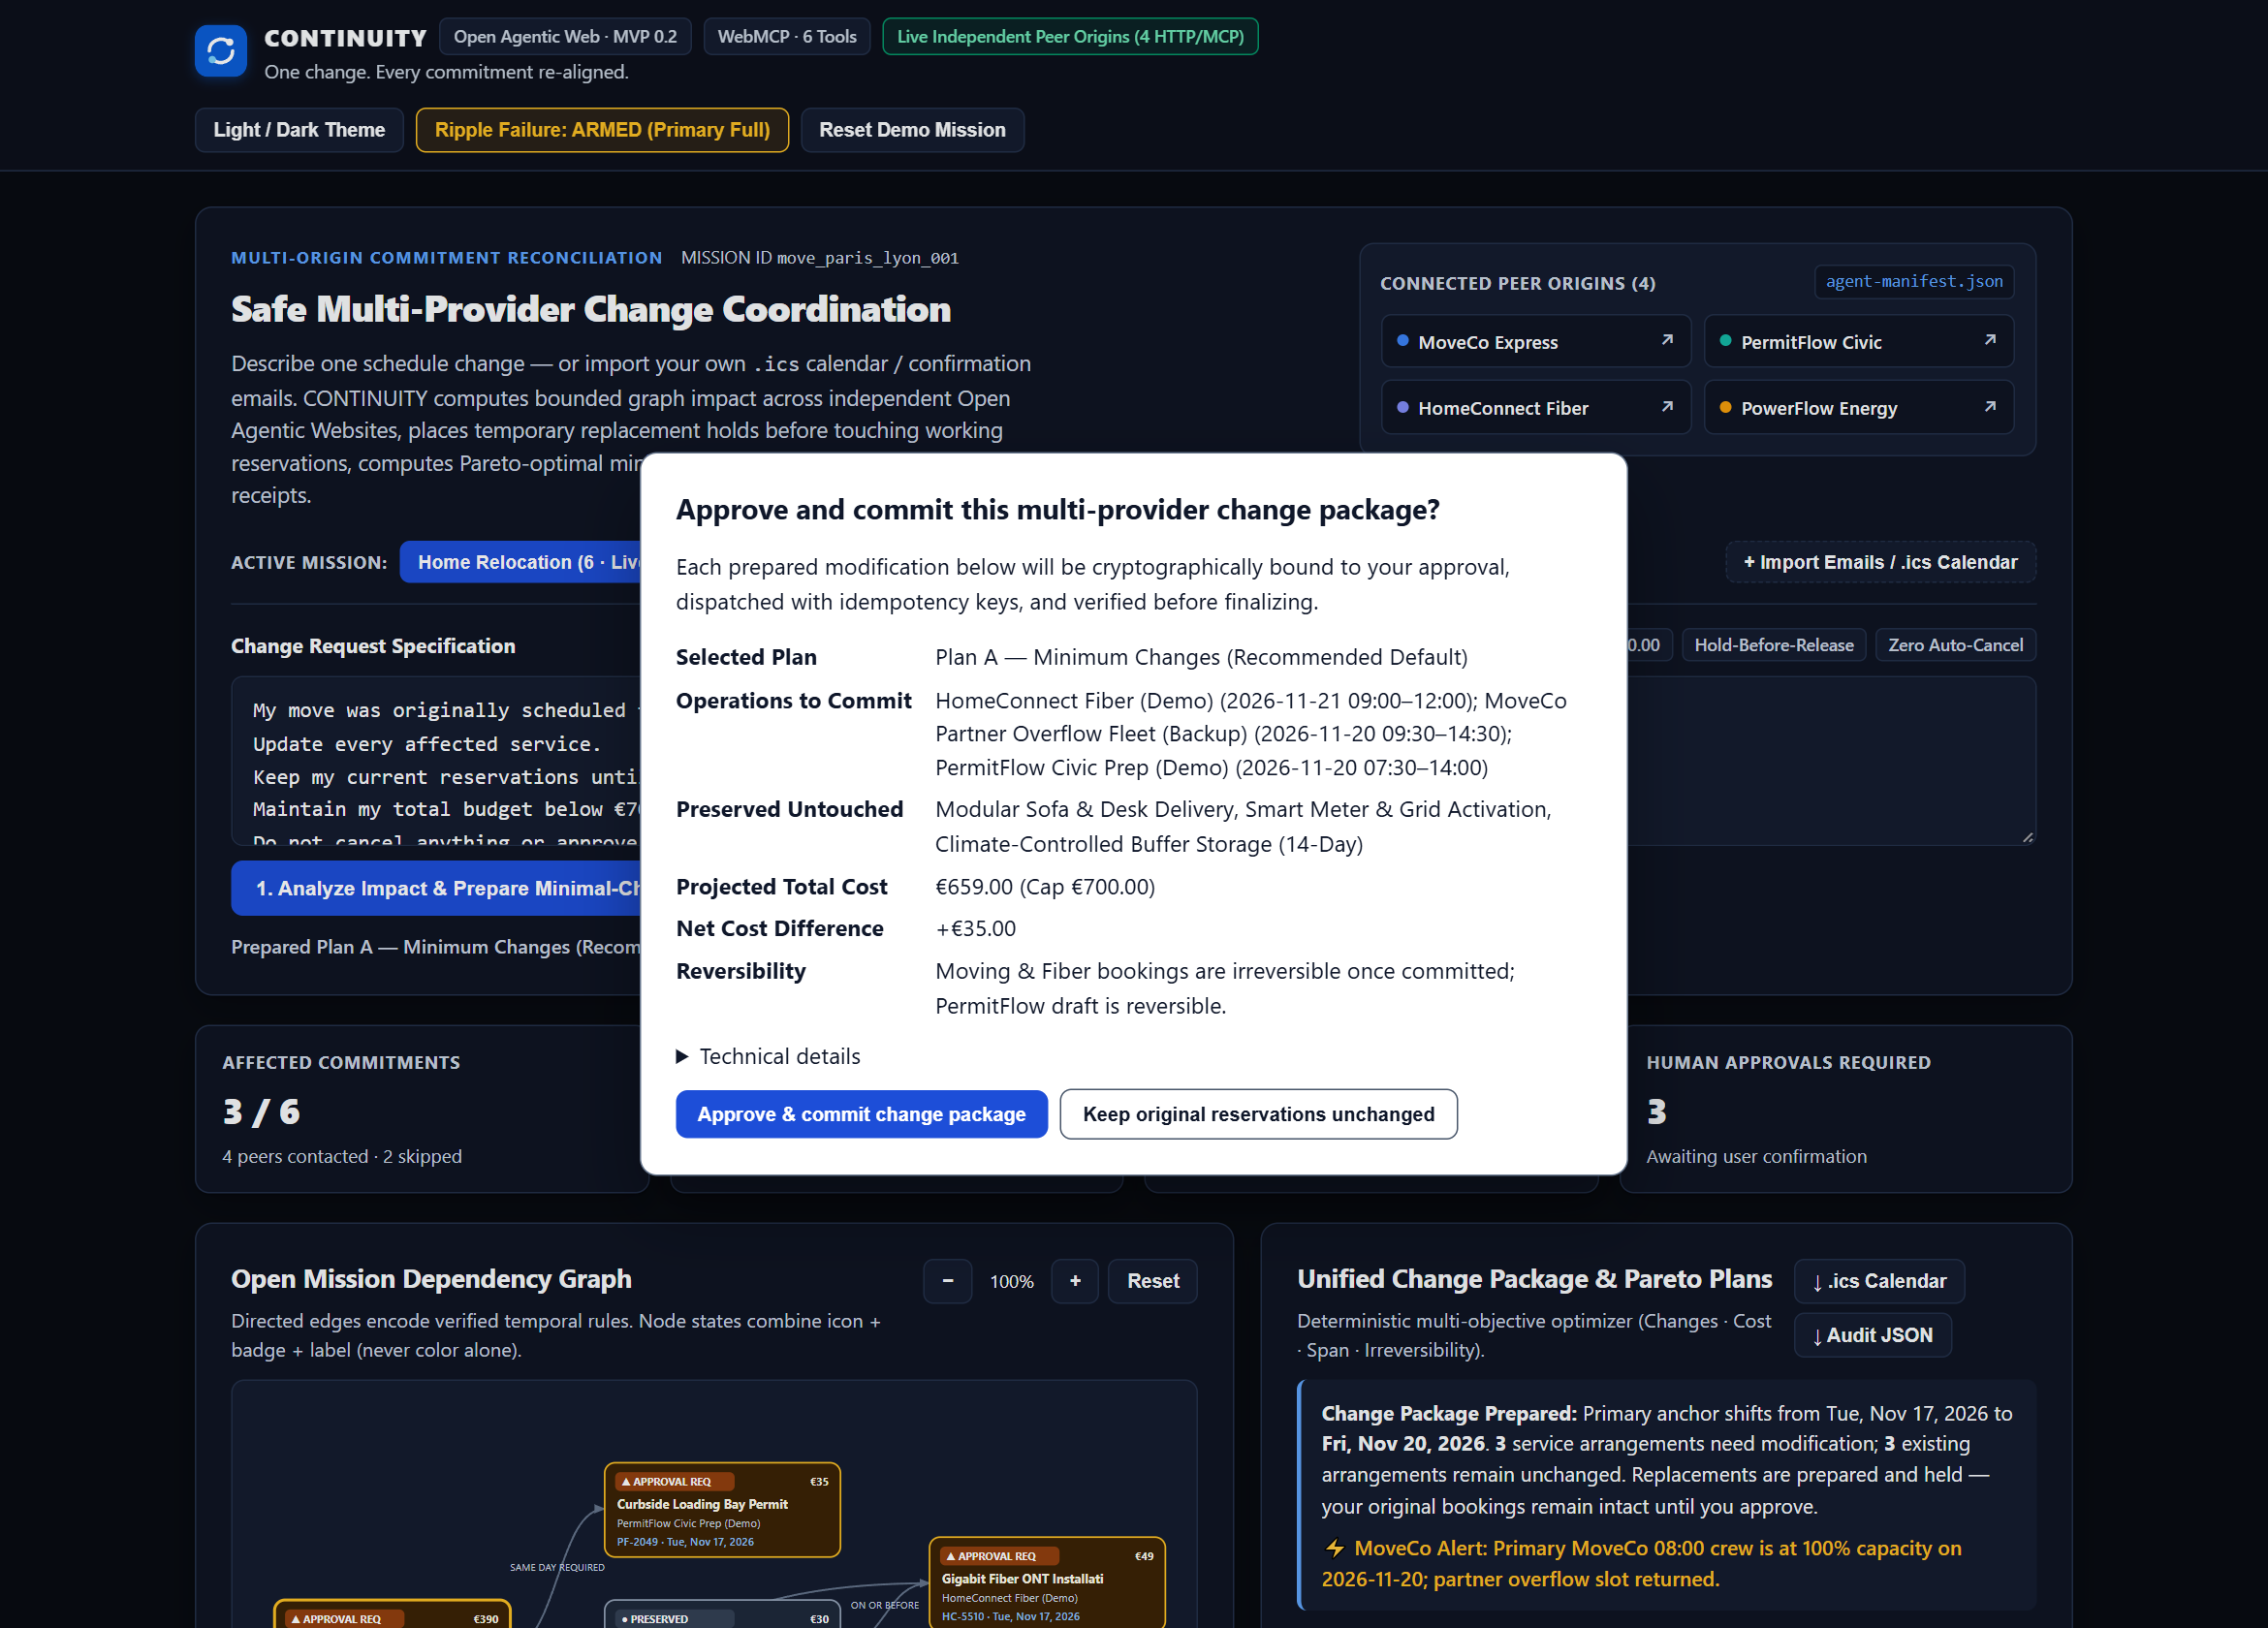 CONTINUITY
Open Agentic Web · MVP 0.2
WebMCP · 6 Tools
Live Independent Peer Origins (4 HTTP/MCP)
One change. Every commitment re-aligned.
Light / Dark Theme
Ripple Failure: ARMED (Primary Full)
Reset Demo Mission
MULTI-ORIGIN COMMITMENT RECONCILIATION
MISSION ID move_paris_lyon_001
Safe Multi-Provider Change Coordination
Describe one schedule change — or import your own .ics calendar / confirmation
emails. CONTINUITY computes bounded graph impact across independent Open
Agentic Websites, places temporary replacement holds before touching working
reservations, computes Pareto-optimal
receipts.
CONNECTED PEER ORIGINS (4)
agent-manifest.json
MoveCo Express ↗
PermitFlow Civic ↗
HomeConnect Fiber ↗
PowerFlow Energy ↗
ACTIVE MISSION:
Home Relocation (6 ·
+ Import Emails / .ics Calendar
Change Request Specification
0.00
Hold-Before-Release
Zero Auto-Cancel
My move was originally scheduled
Update every affected service.
Keep my current reservations
Maintain my total budget below
Do not cancel anything or approve
1. Analyze Impact & Prepare
Prepared Plan A — Minimum Changes
Approve and commit this multi-provider change package?
Each prepared modification below will be cryptographically bound to your approval,
dispatched with idempotency keys, and verified before finalizing.
Selected Plan
Plan A — Minimum Changes (Recommended Default)
Operations to Commit
HomeConnect Fiber (Demo) (2026-11-21 09:00–12:00); MoveCo
Partner Overflow Fleet (Backup) (2026-11-20 09:30–14:30);
PermitFlow Civic Prep (Demo) (2026-11-20 07:30–14:00)
Preserved Untouched
Modular Sofa & Desk Delivery, Smart Meter & Grid Activation,
Climate-Controlled Buffer Storage (14-Day)
Projected Total Cost
€659.00 (Cap €700.00)
Net Cost Difference
+€35.00
Reversibility
Moving & Fiber bookings are irreversible once committed;
PermitFlow draft is reversible.
▶ Technical details
Approve & commit change package
Keep original reservations unchanged
AFFECTED COMMITMENTS
3 / 6
4 peers contacted · 2 skipped
HUMAN APPROVALS REQUIRED
3
Awaiting user confirmation
Open Mission Dependency Graph
−
100%
+
Reset
Directed edges encode verified temporal rules. Node states combine icon +
badge + label (never color alone).
▲ APPROVAL REQ €35
Curbside Loading Bay Permit
PermitFlow Civic Prep (Demo)
PF-2049 · Tue, Nov 17, 2026
SAME DAY REQUIRED
▲ APPROVAL REQ €49
Gigabit Fiber ONT Installati
HomeConnect Fiber (Demo)
HC-5510 · Tue, Nov 17, 2026
ON OR BEFORE
▲ APPROVAL REQ €390
● PRESERVED €30
Unified Change Package & Pareto Plans
↓ .ics Calendar
Deterministic multi-objective optimizer (Changes · Cost
· Span · Irreversibility).
↓ Audit JSON
Change Package Prepared: Primary anchor shifts from Tue, Nov 17, 2026 to
Fri, Nov 20, 2026. 3 service arrangements need modification; 3 existing
arrangements remain unchanged. Replacements are prepared and held —
your original bookings remain intact until you approve.
⚡ MoveCo Alert: Primary MoveCo 08:00 crew is at 100% capacity on
2026-11-20; partner overflow slot returned.